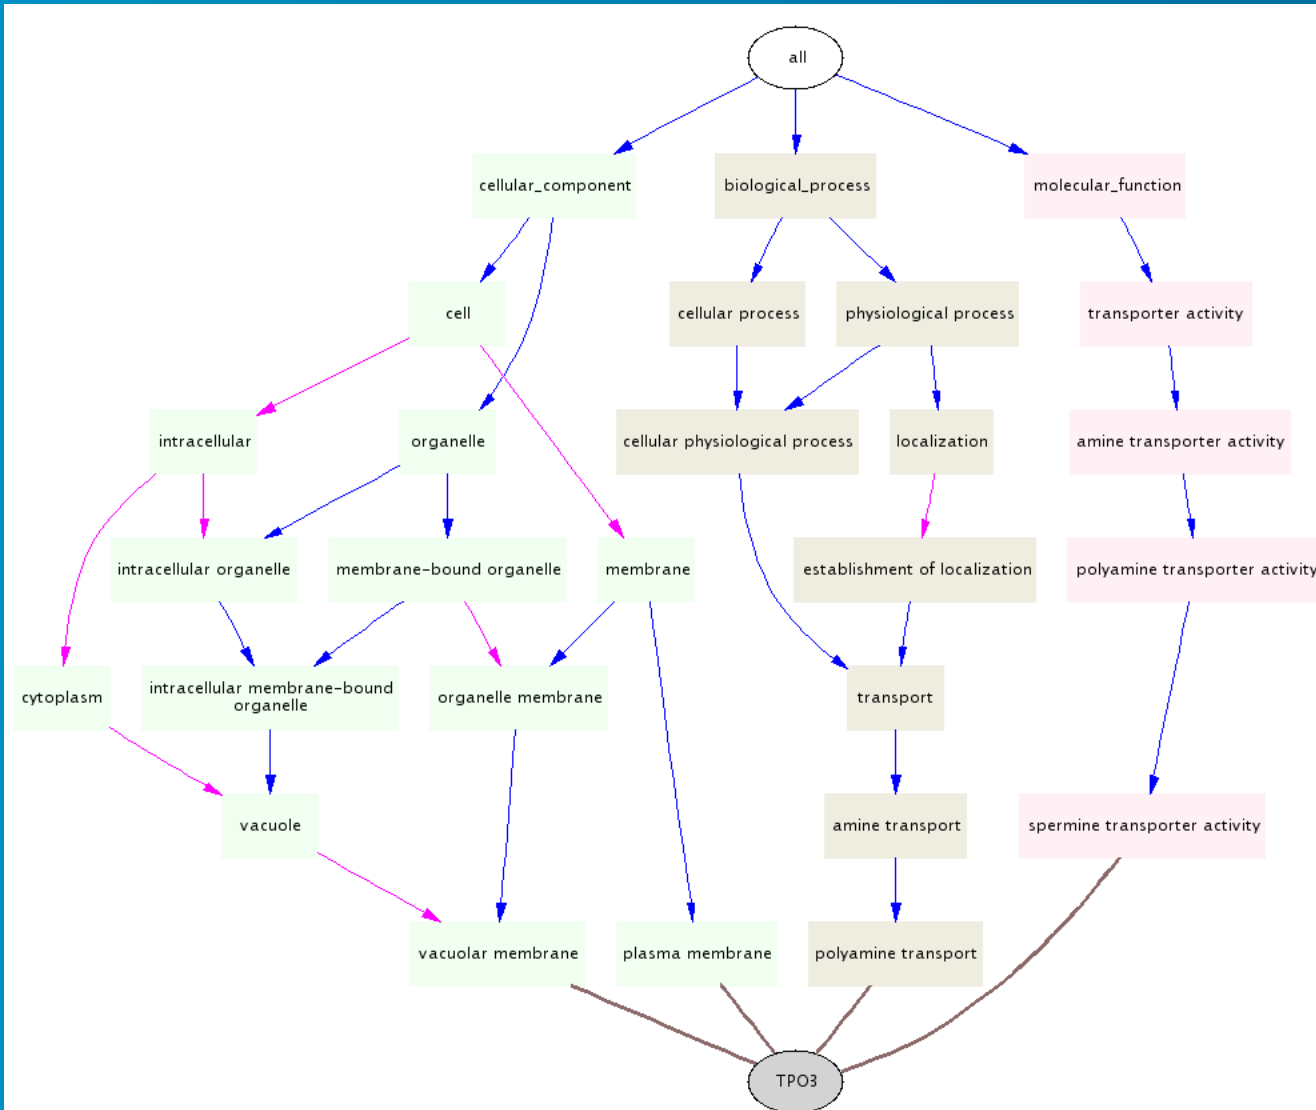 all
cellular_component
biological_process
molecular_function
cell
cellular process
physiological process
transporter activity
intracellular
organelle
cellular physiological process
localization
amine transporter activity
intracellular organelle
membrane-bound organelle
membrane
establishment of localization
polyamine transporter activity
cytoplasm
intracellular membrane-bound
organelle
organelle membrane
transport
vacuole
amine transport
spermine transporter activity
vacuolar membrane
plasma membrane
polyamine transport
TPO3